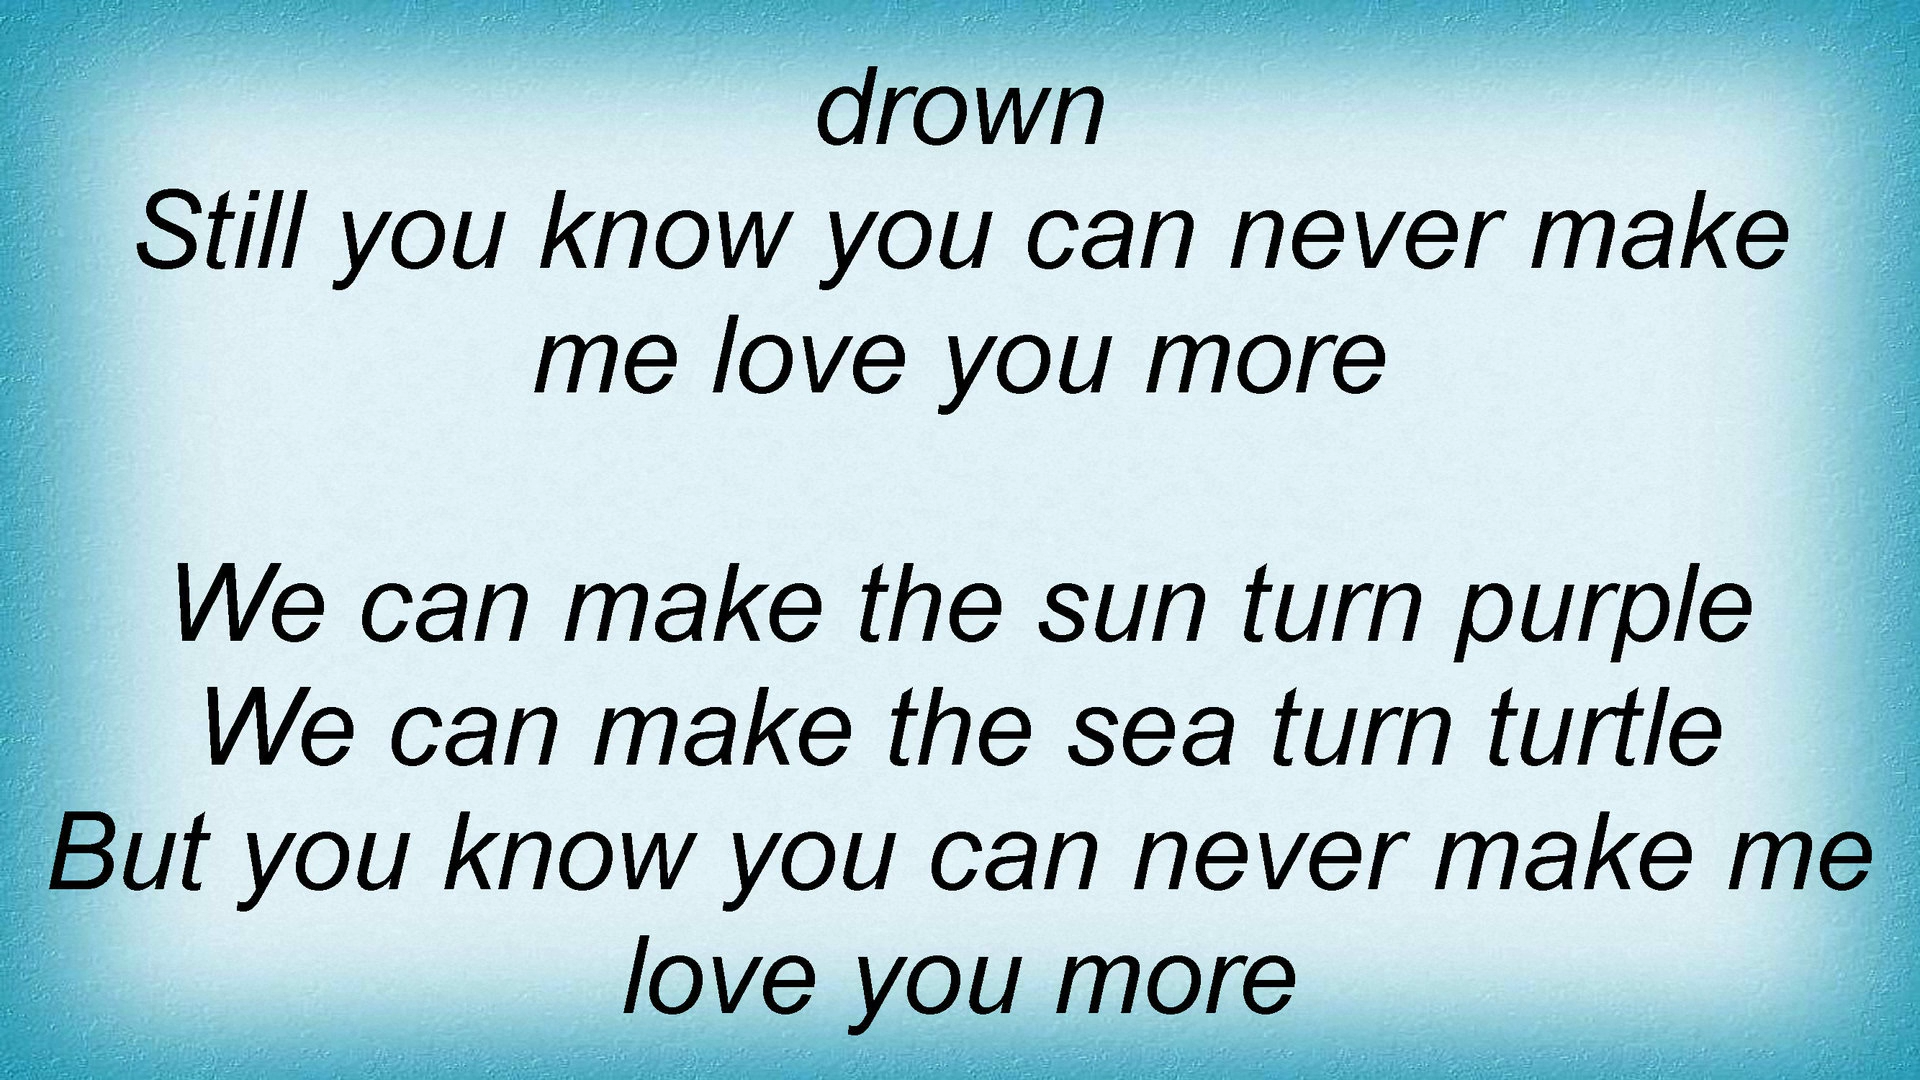 drown
Still you know you can never make
me love you more
We can make the sun turn purple
We can make the sea turn turtle
But you know you can never make me
love you more